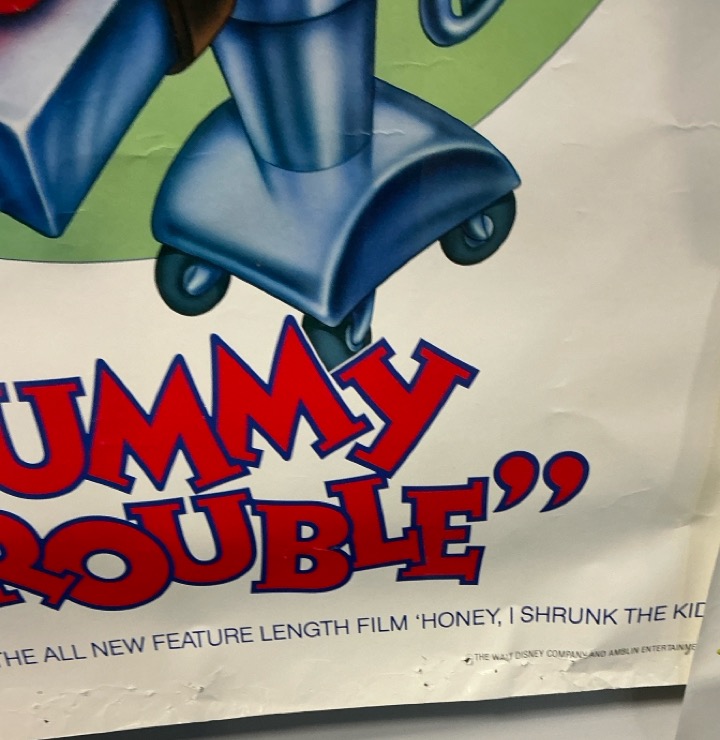 UMMY
ROUBLE”
THE ALL NEW FEATURE LENGTH FILM ‘HONEY, I SHRUNK THE KID
© THE WALT DISNEY COMPANY AND AMBLIN ENTERTAINME